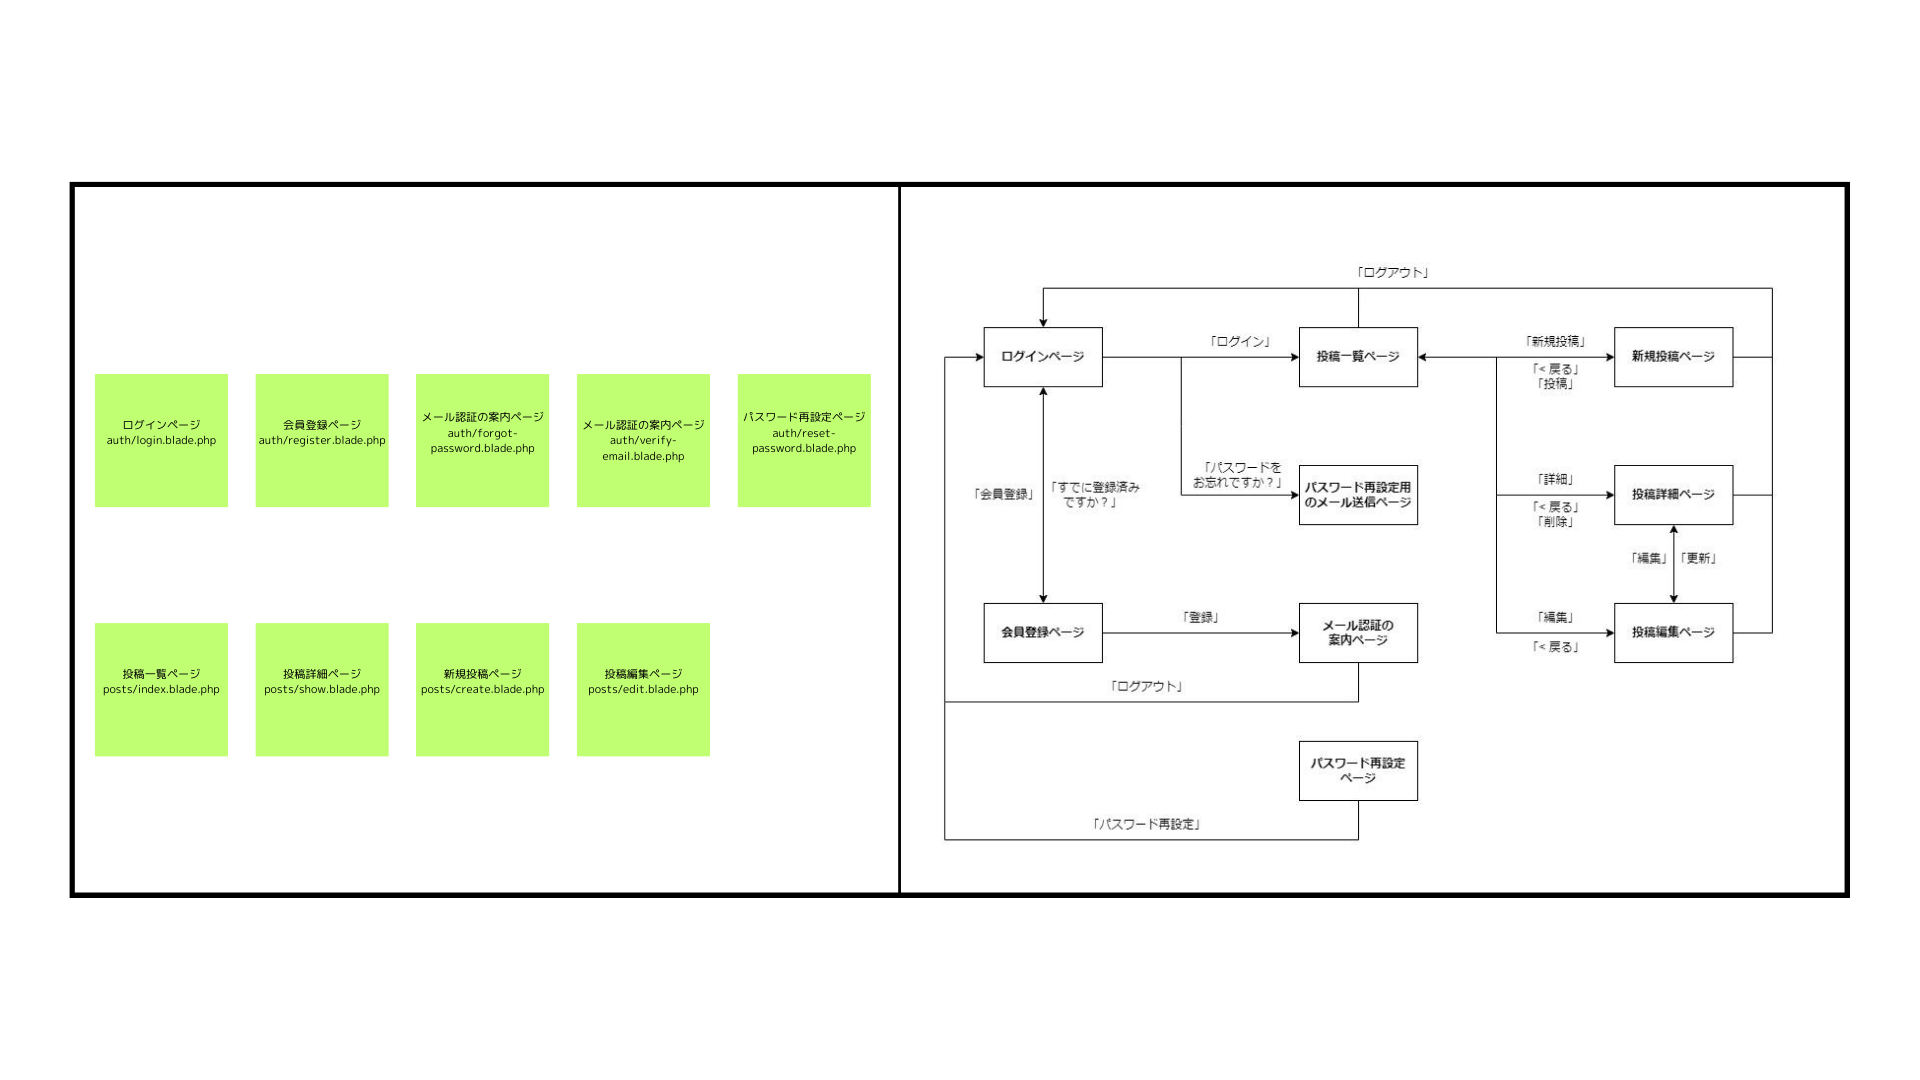 ログインページ
auth/login.blade.php
会員登録ページ
auth/register.blade.php
メール認証の案内ページ
auth/forgot-
password.blade.php
メール認証の案内ページ
auth/verify-
email.blade.php
パスワード再設定ページ
auth/reset-
password.blade.php
投稿一覧ページ
posts/index.blade.php
投稿詳細ページ
posts/show.blade.php
新規投稿ページ
posts/create.blade.php
投稿編集ページ
posts/edit.blade.php
「ログアウト」
ログインページ
「ログイン」
投稿一覧ページ
「新規投稿」
「< 戻る」
「投稿」
新規投稿ページ
「会員登録」
「すでに登録済み
ですか？」
「パスワードを
お忘れですか？」
パスワード再設定用
のメール送信ページ
「詳細」
「< 戻る」
「削除」
投稿詳細ページ
「編集」
「更新」
会員登録ページ
「登録」
メール認証の
案内ページ
「編集」
「< 戻る」
投稿編集ページ
「ログアウト」
パスワード再設定
ページ
「パスワード再設定」